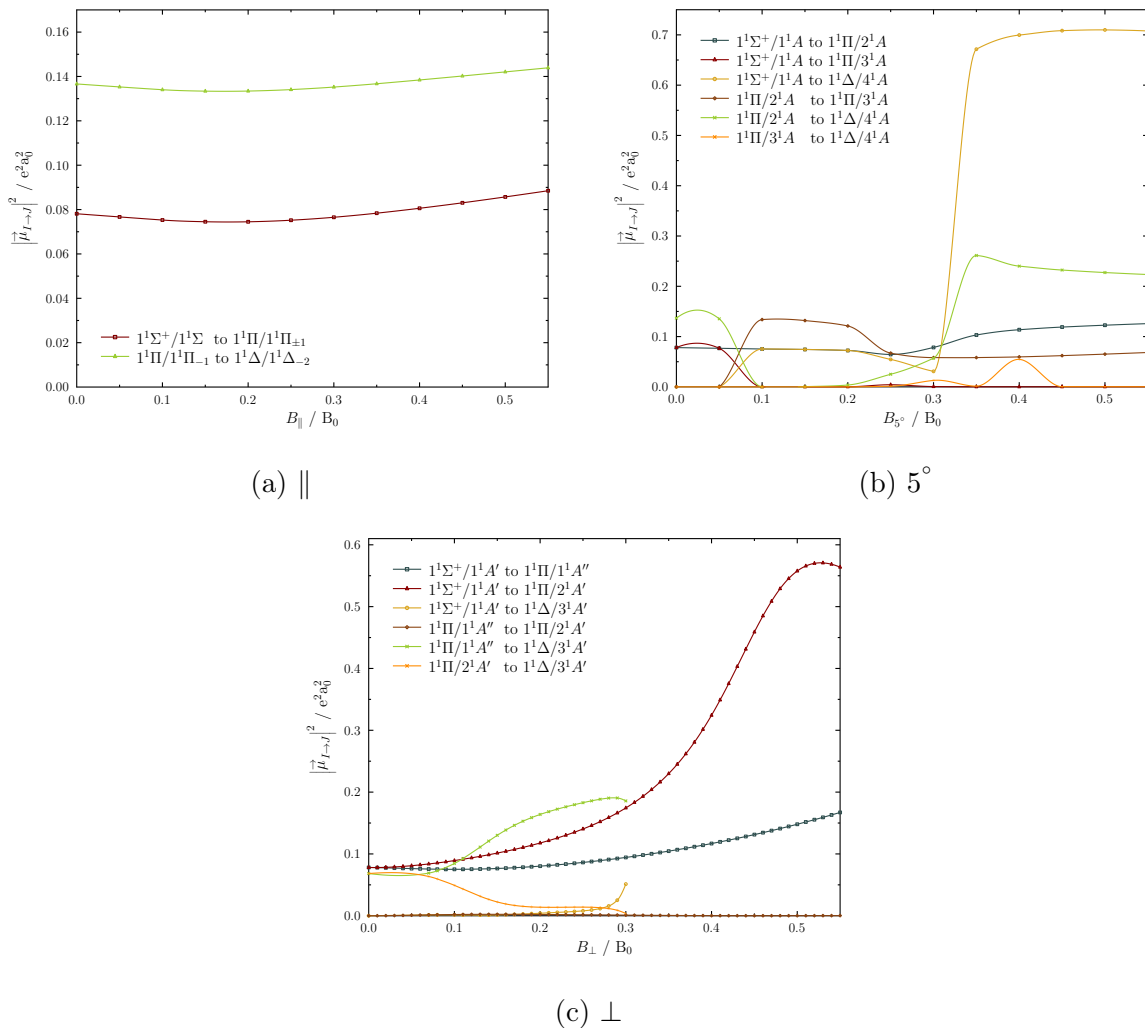 0.16
0.14
0.12
0.10
0.08
0.06
0.04
0.02
0.00
|μ⃗_{I→J}|² / e²a₀²
1¹Σ⁺/1¹Σ to 1¹Π/1¹Π±₁
1¹Π/1¹Π₋₁ to 1¹Δ/1¹Δ₋₂
0.0 0.1 0.2 0.3 0.4 0.5
B∥ / B₀
(a) ∥
0.7
0.6
0.5
0.4
0.3
0.2
0.1
0.0
|μ⃗_{I→J}|² / e²a₀²
1¹Σ⁺/1¹A to 1¹Π/2¹A
1¹Σ⁺/1¹A to 1¹Π/3¹A
1¹Σ⁺/1¹A to 1¹Δ/4¹A
1¹Π/2¹A to 1¹Π/3¹A
1¹Π/2¹A to 1¹Δ/4¹A
1¹Π/3¹A to 1¹Δ/4¹A
0.0 0.1 0.2 0.3 0.4 0.5
B₅° / B₀
(b) 5°
0.6
0.5
0.4
0.3
0.2
0.1
0.0
|μ⃗_{I→J}|² / e²a₀²
1¹Σ⁺/1¹A′ to 1¹Π/1¹A″
1¹Σ⁺/1¹A′ to 1¹Π/2¹A′
1¹Σ⁺/1¹A′ to 1¹Δ/3¹A′
1¹Π/1¹A″ to 1¹Π/2¹A′
1¹Π/1¹A″ to 1¹Δ/3¹A′
1¹Π/2¹A′ to 1¹Δ/3¹A′
0.0 0.1 0.2 0.3 0.4 0.5
B⊥ / B₀
(c) ⊥